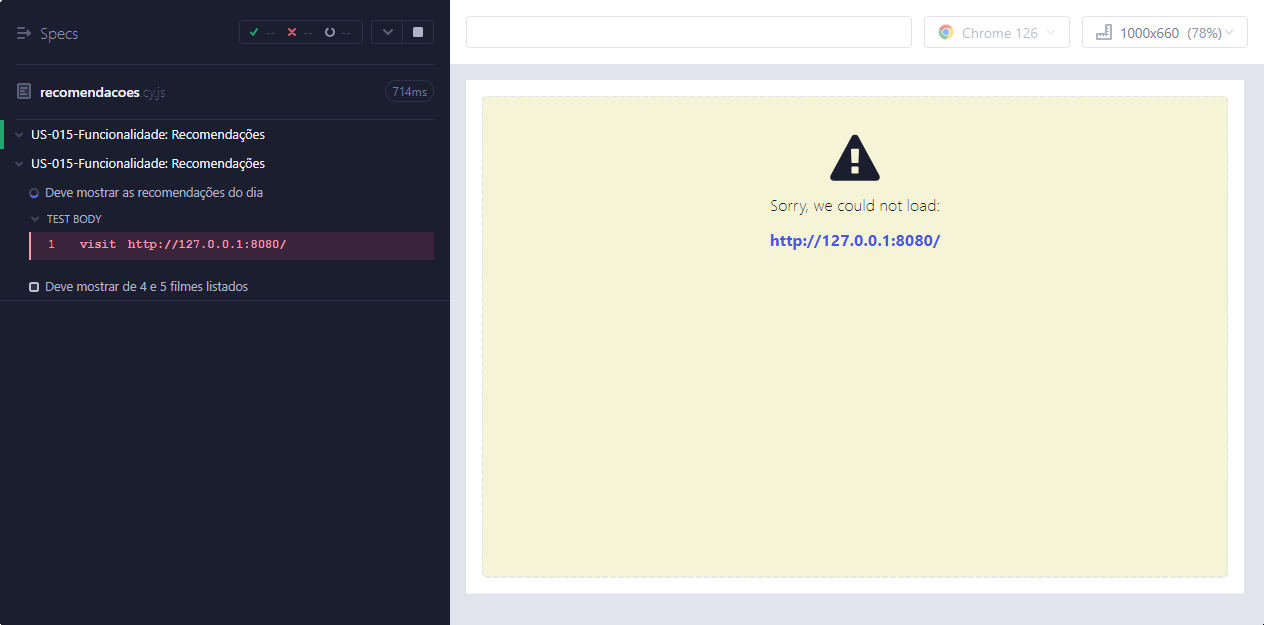 Specs
-- -- --
recomendacoes.cy.js 714ms
US-015-Funcionalidade: Recomendações
US-015-Funcionalidade: Recomendações
Deve mostrar as recomendações do dia
TEST BODY
1 visit http://127.0.0.1:8080/
Deve mostrar de 4 e 5 filmes listados
Chrome 126
1000x660 (78%)
Sorry, we could not load:
http://127.0.0.1:8080/